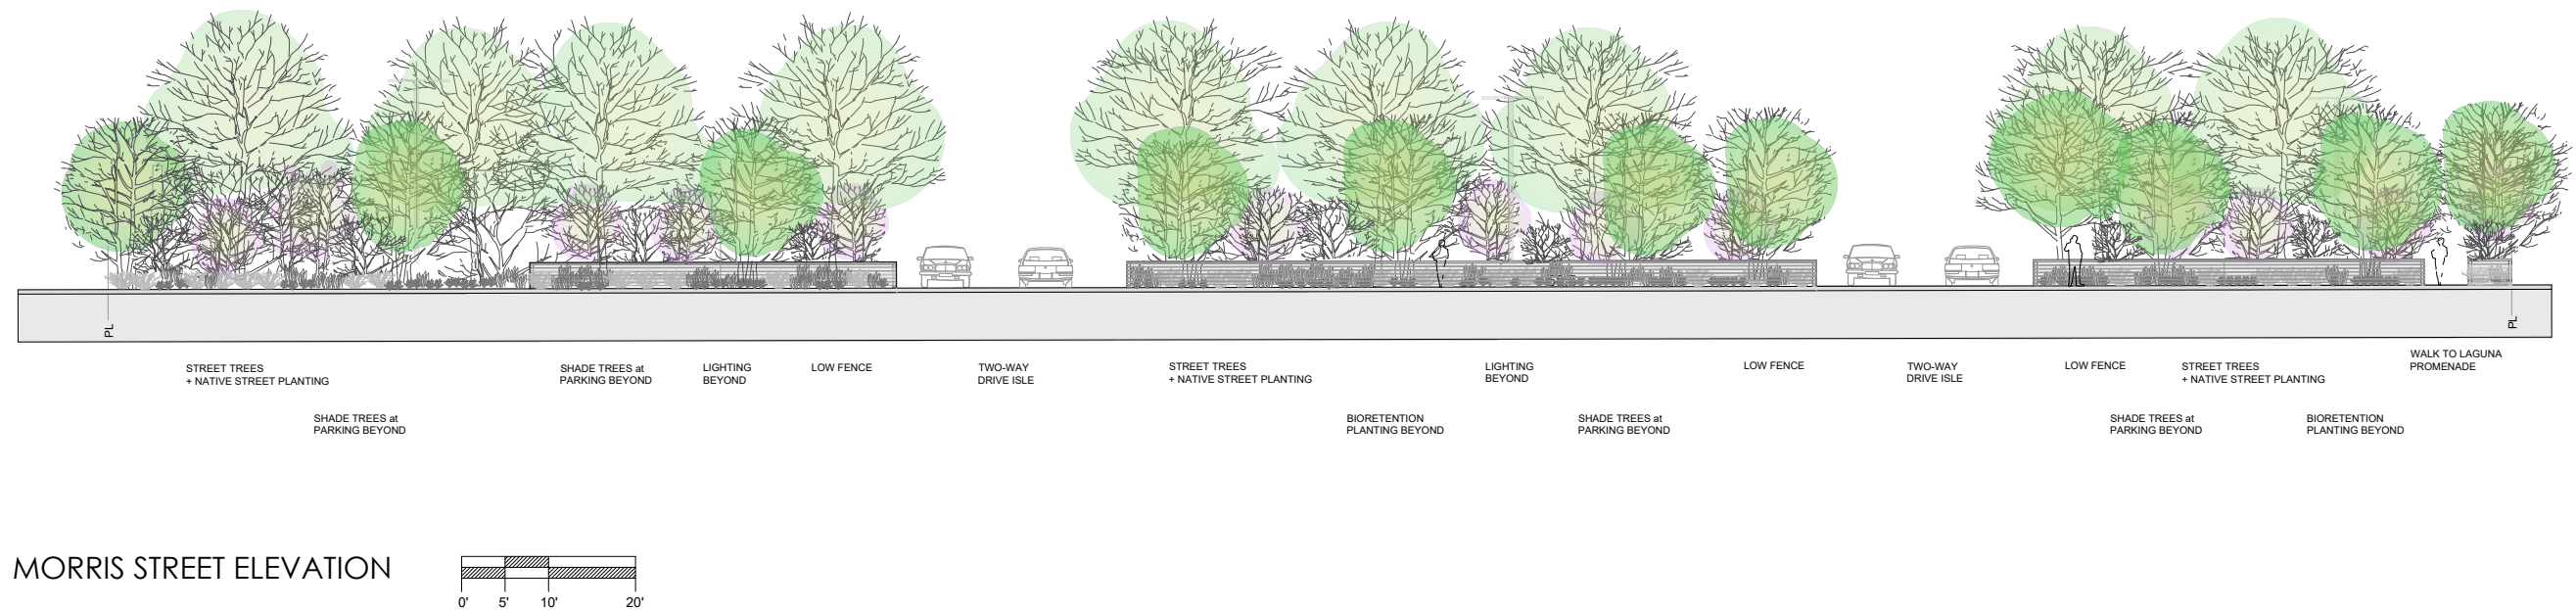 PL
PL
STREET TREES
+ NATIVE STREET PLANTING
SHADE TREES at
PARKING BEYOND
SHADE TREES at
PARKING BEYOND
LIGHTING
BEYOND
LOW FENCE
TWO-WAY
DRIVE ISLE
STREET TREES
+ NATIVE STREET PLANTING
BIORETENTION
PLANTING BEYOND
LIGHTING
BEYOND
SHADE TREES at
PARKING BEYOND
LOW FENCE
TWO-WAY
DRIVE ISLE
LOW FENCE
SHADE TREES at
PARKING BEYOND
STREET TREES
+ NATIVE STREET PLANTING
BIORETENTION
PLANTING BEYOND
WALK TO LAGUNA
PROMENADE
MORRIS STREET ELEVATION
0' 5' 10' 20'